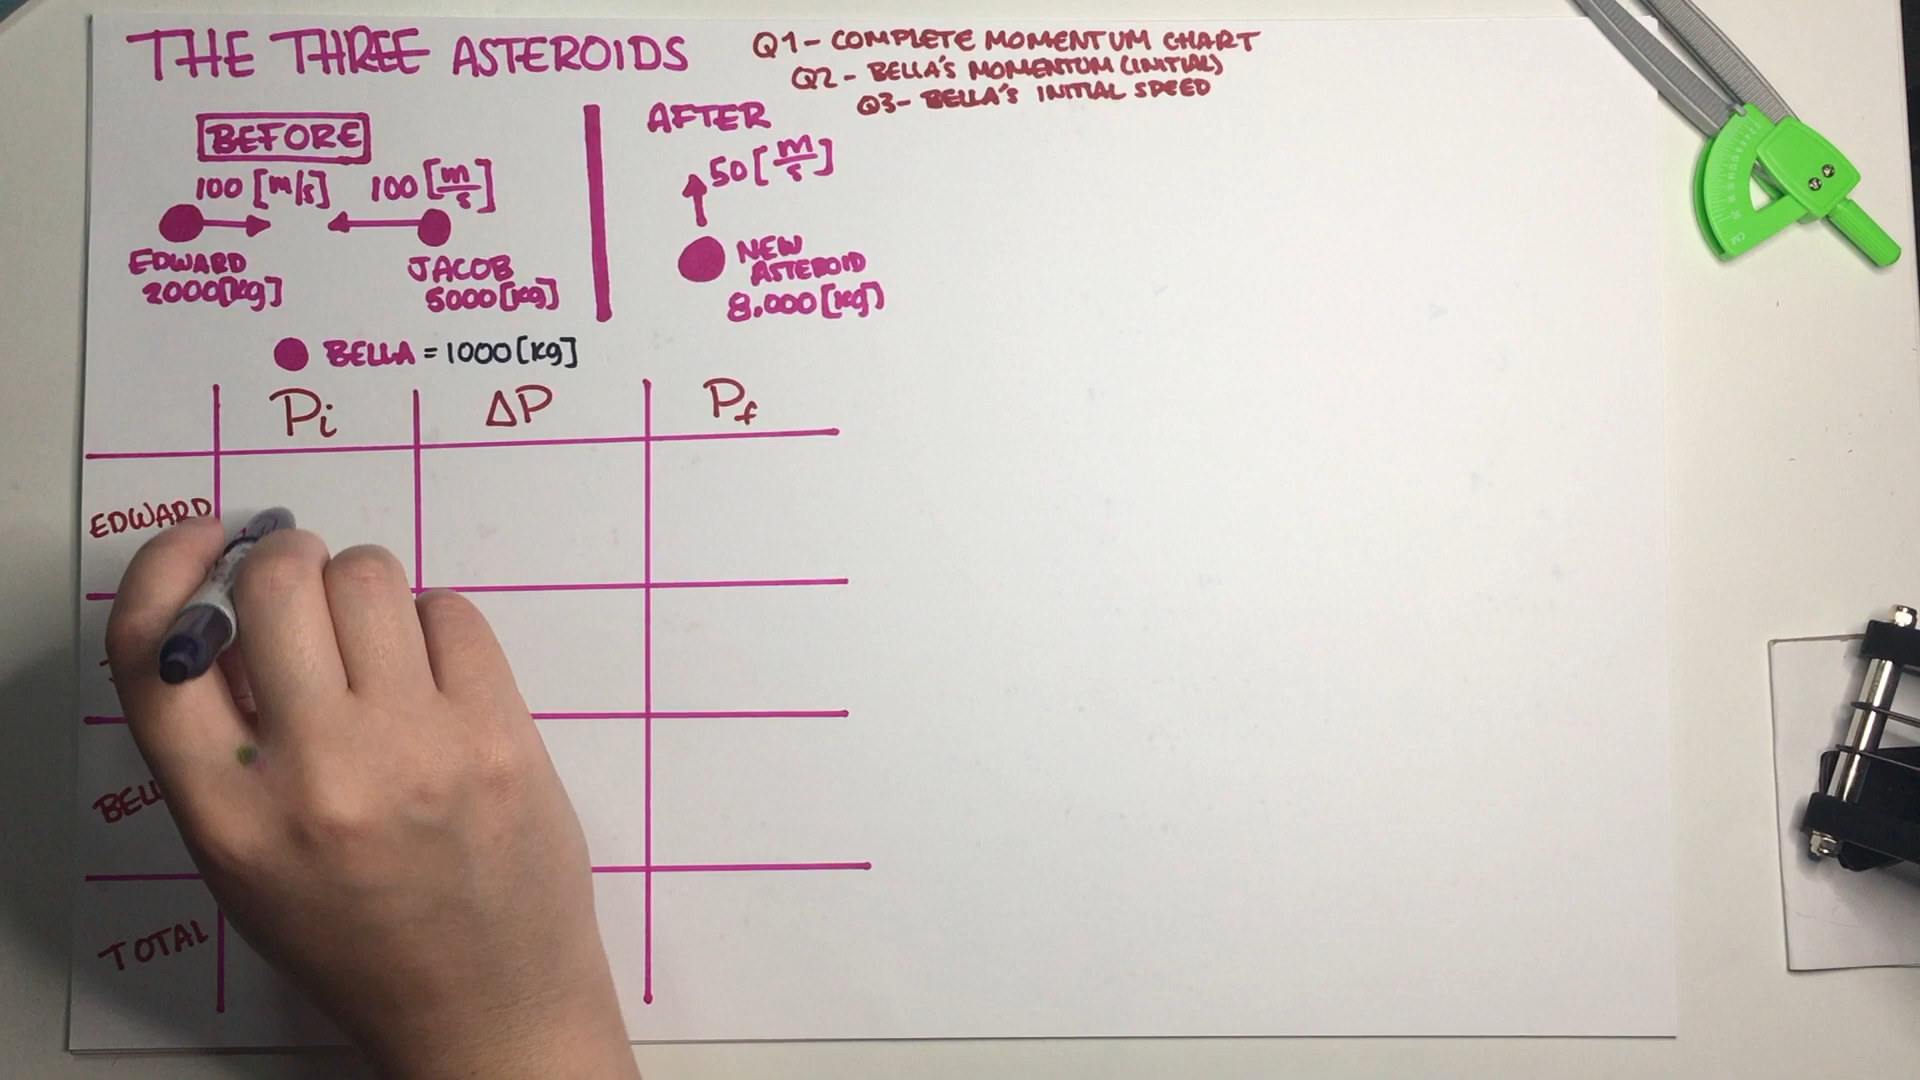 THE THREE ASTEROIDS
Q1- COMPLETE MOMENTUM CHART
Q2- BELLA'S MOMENTUM (INITIAL)
Q3- BELLA'S INITIAL SPEED
BEFORE
100 [m/s] 100 [m/s]
EDWARD
2000[kg]
JACOB
5000[kg]
BELLA = 1000[kg]
AFTER
50[m/s]
NEW
ASTEROID
8,000[kg]
Pi ΔP Pf
EDWARD
TOTAL